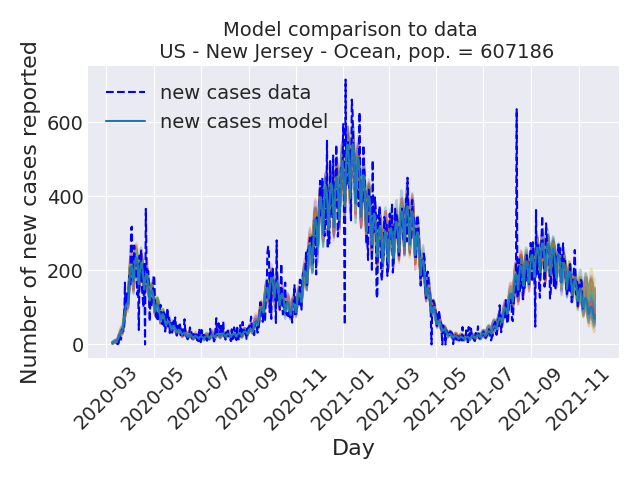 Model comparison to data
US - New Jersey - Ocean, pop. = 607186
Number of new cases reported
new cases data
new cases model
600
400
200
0
2020-03
2020-05
2020-07
2020-09
2020-11
2021-01
2021-03
2021-05
2021-07
2021-09
2021-11
Day